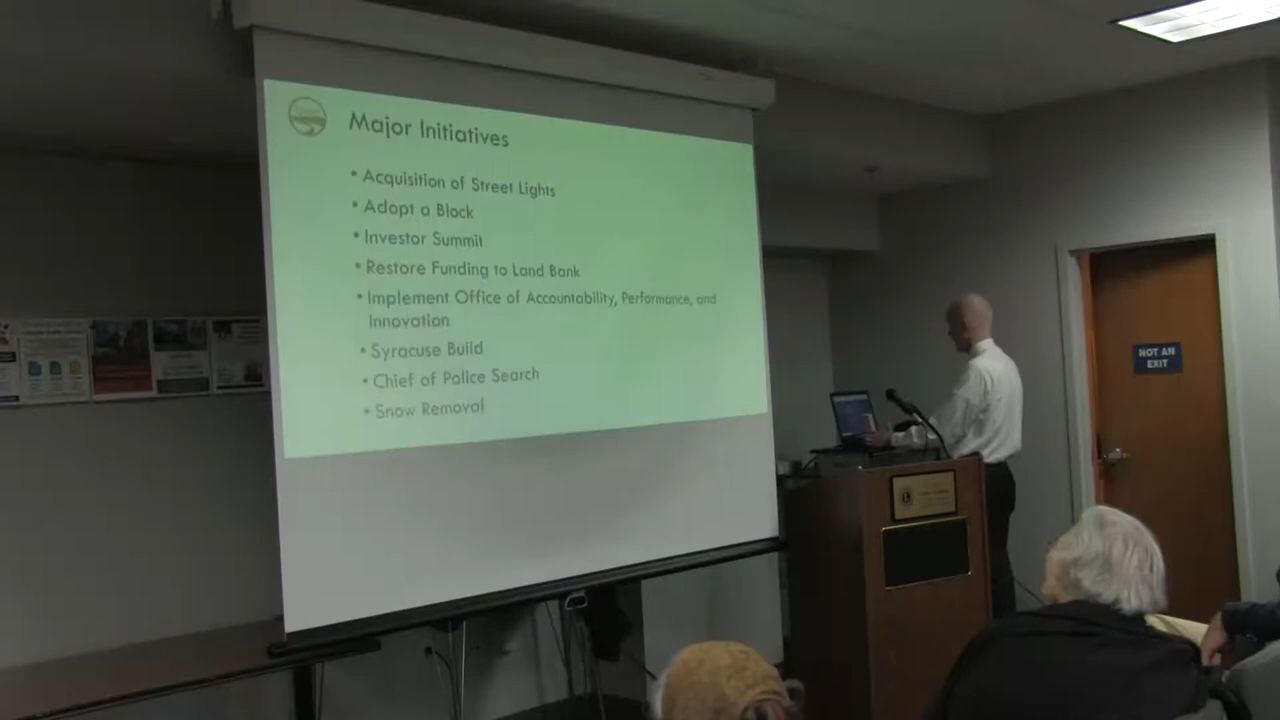 Major Initiatives
• Acquisition of Street Lights
• Adopt a Block
• Investor Summit
• Restore Funding to Land Bank
• Implement Office of Accountability, Performance, and
Innovation
• Syracuse Build
• Chief of Police Search
• Snow Removal
NOT AN
EXIT